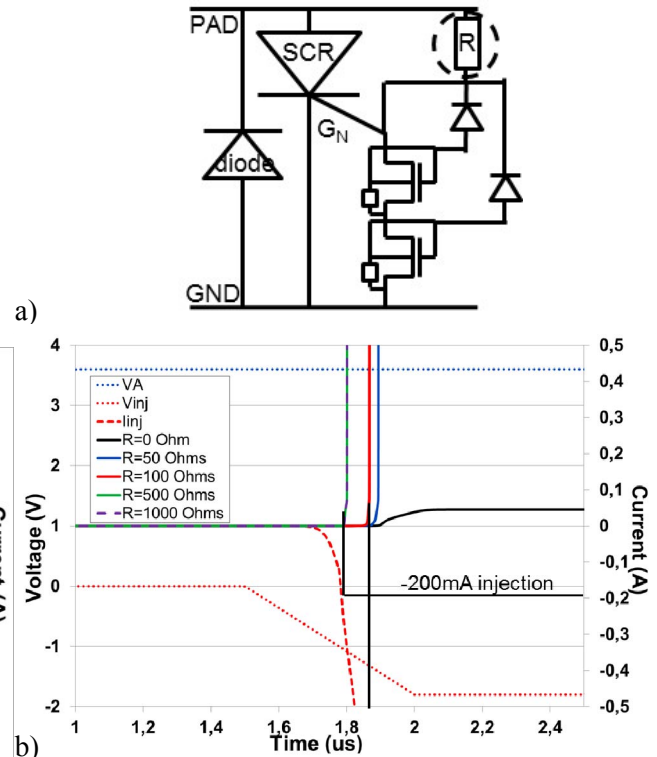 PAD
SCR
R
G_N
diode
GND
a)
4
3
2
1
0
-1
-2
Voltage (V)
VA
Vinj
Iinj
R=0 Ohm
R=50 Ohms
R=100 Ohms
R=500 Ohms
R=1000 Ohms
-200mA injection
0,5
0,4
0,3
0,2
0,1
0
-0,1
-0,2
-0,3
-0,4
-0,5
Current (A)
1 1,2 1,4 1,6 1,8 2 2,2 2,4
Time (us)
b)